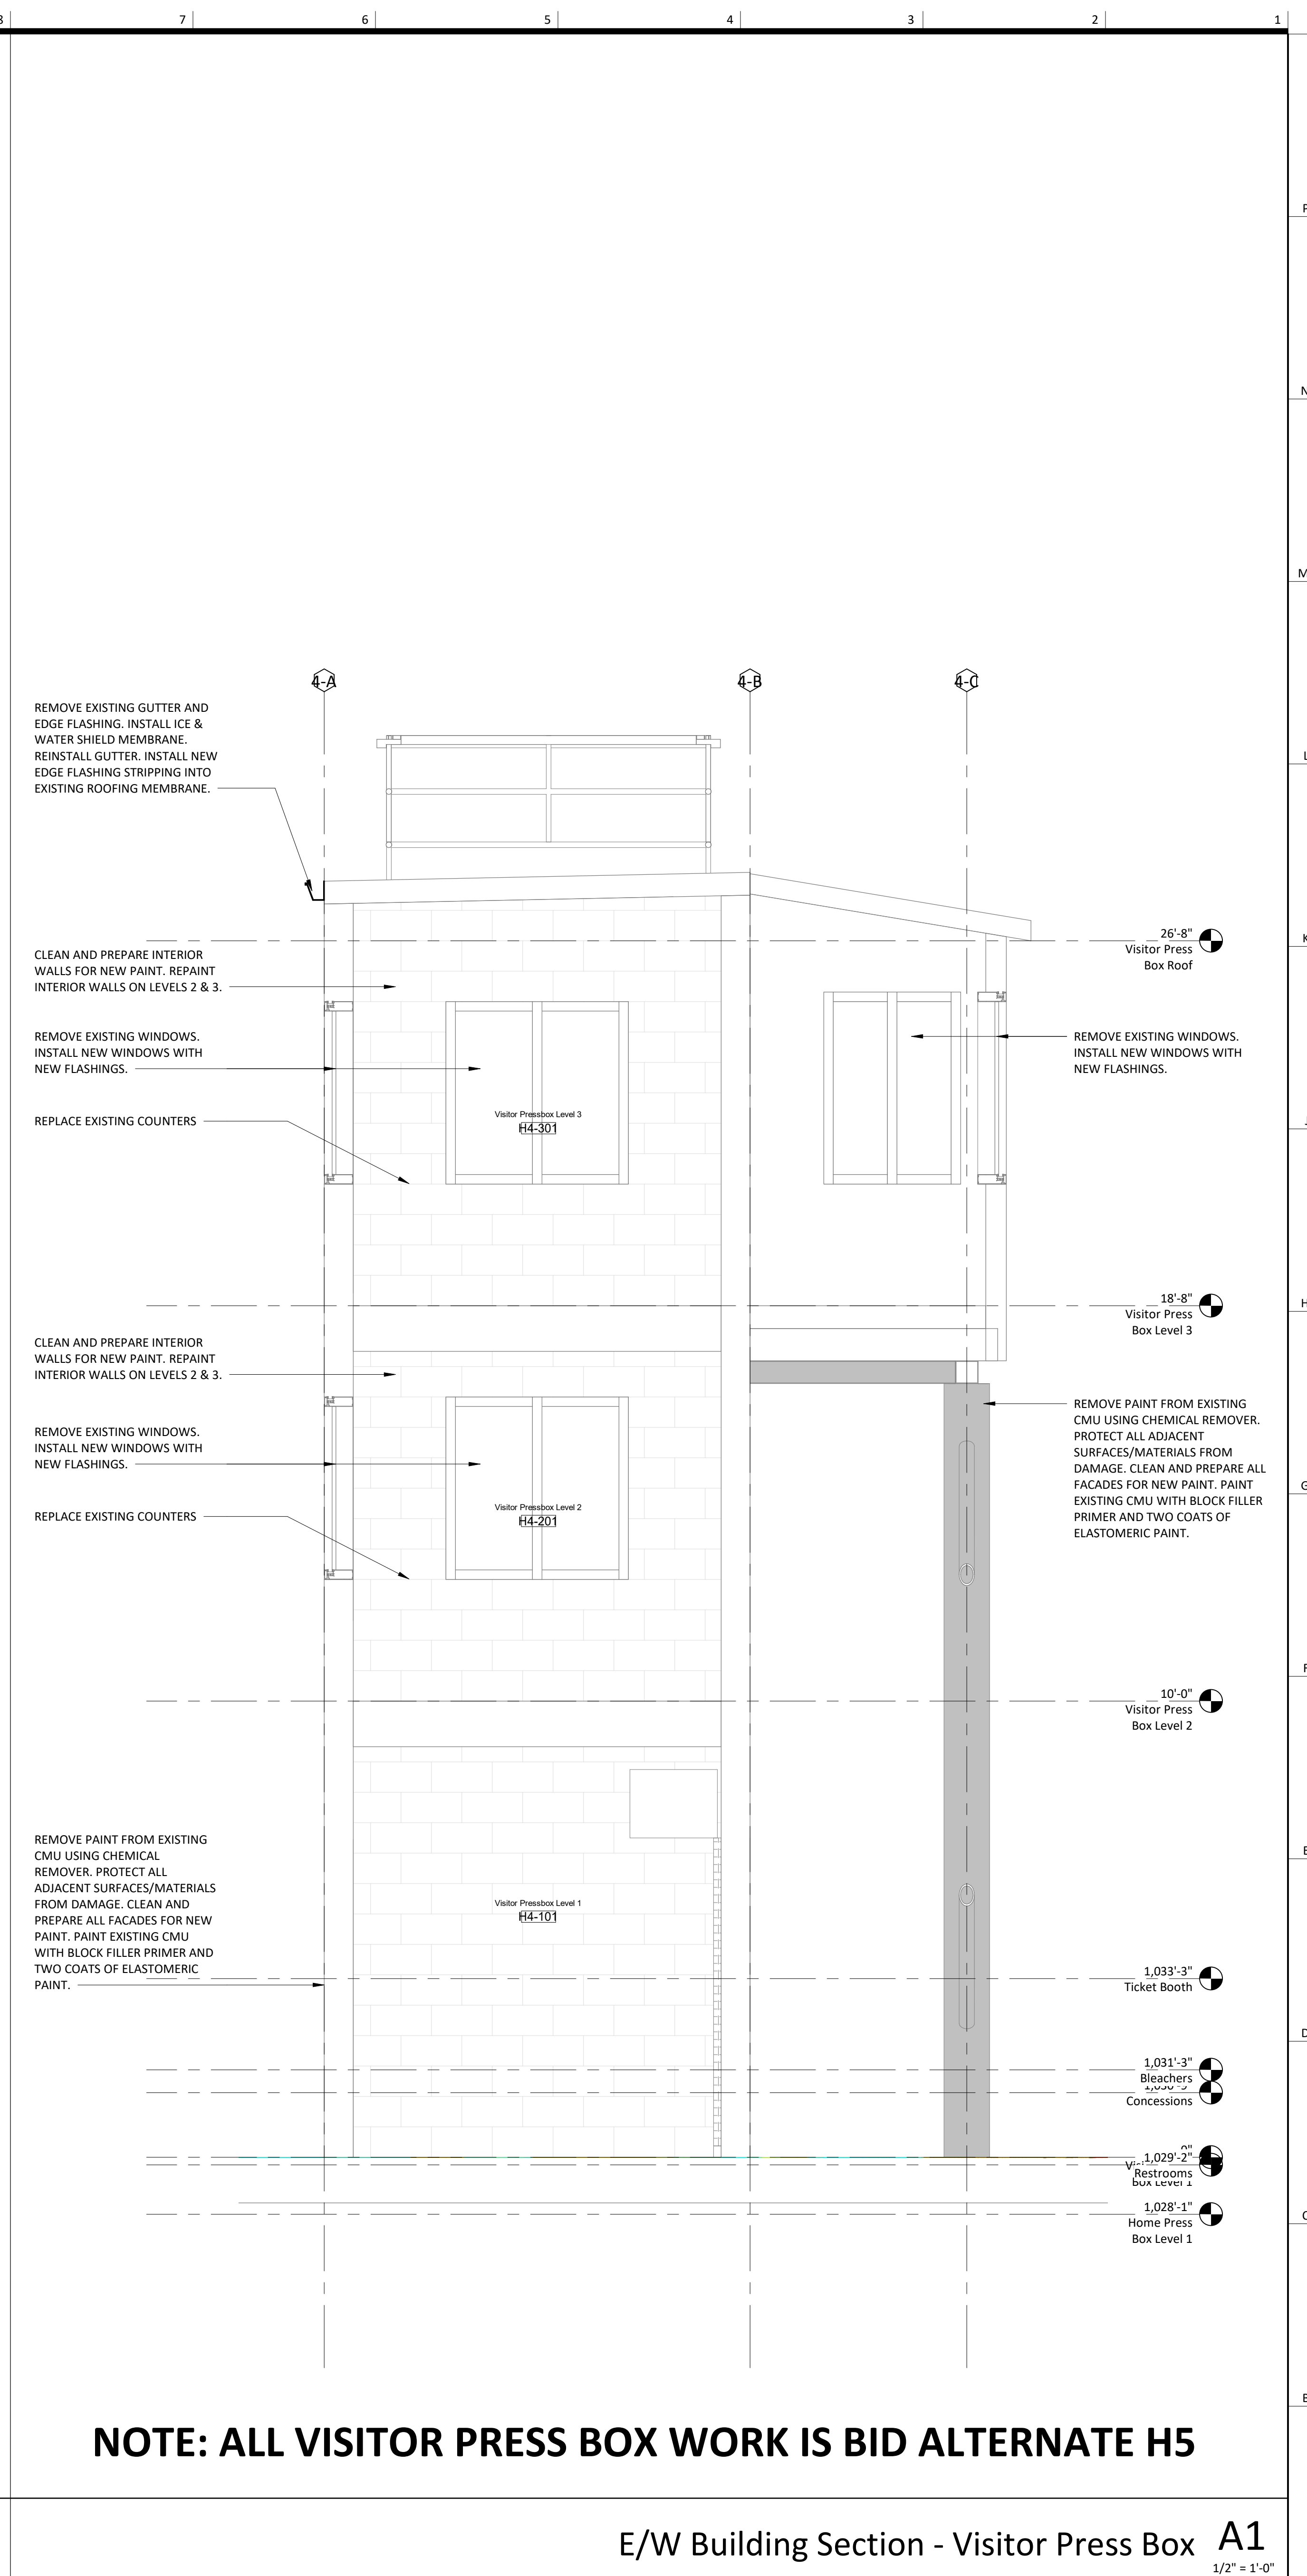 8 7 6 5 4 3 2 1
P
N
M
L
K
J
H
G
F
E
D
C
B
4-A 4-B 4-C
REMOVE EXISTING GUTTER AND
EDGE FLASHING. INSTALL ICE &
WATER SHIELD MEMBRANE.
REINSTALL GUTTER. INSTALL NEW
EDGE FLASHING STRIPPING INTO
EXISTING ROOFING MEMBRANE.
CLEAN AND PREPARE INTERIOR
WALLS FOR NEW PAINT. REPAINT
INTERIOR WALLS ON LEVELS 2 & 3.
REMOVE EXISTING WINDOWS.
INSTALL NEW WINDOWS WITH
NEW FLASHINGS.
REPLACE EXISTING COUNTERS
Visitor Pressbox Level 3
H4-301
26'-8"
Visitor Press
Box Roof
REMOVE EXISTING WINDOWS.
INSTALL NEW WINDOWS WITH
NEW FLASHINGS.
18'-8"
Visitor Press
Box Level 3
CLEAN AND PREPARE INTERIOR
WALLS FOR NEW PAINT. REPAINT
INTERIOR WALLS ON LEVELS 2 & 3.
REMOVE EXISTING WINDOWS.
INSTALL NEW WINDOWS WITH
NEW FLASHINGS.
REPLACE EXISTING COUNTERS
Visitor Pressbox Level 2
H4-201
REMOVE PAINT FROM EXISTING
CMU USING CHEMICAL REMOVER.
PROTECT ALL ADJACENT
SURFACES/MATERIALS FROM
DAMAGE. CLEAN AND PREPARE ALL
FACADES FOR NEW PAINT. PAINT
EXISTING CMU WITH BLOCK FILLER
PRIMER AND TWO COATS OF
ELASTOMERIC PAINT.
10'-0"
Visitor Press
Box Level 2
REMOVE PAINT FROM EXISTING
CMU USING CHEMICAL
REMOVER. PROTECT ALL
ADJACENT SURFACES/MATERIALS
FROM DAMAGE. CLEAN AND
PREPARE ALL FACADES FOR NEW
PAINT. PAINT EXISTING CMU
WITH BLOCK FILLER PRIMER AND
TWO COATS OF ELASTOMERIC
PAINT.
Visitor Pressbox Level 1
H4-101
1,033'-3"
Ticket Booth
1,031'-3"
Bleachers
Concessions
1,029'-2"
Restrooms
Box Level 1
1,028'-1"
Home Press
Box Level 1
NOTE: ALL VISITOR PRESS BOX WORK IS BID ALTERNATE H5
E/W Building Section - Visitor Press Box A1
1/2" = 1'-0"